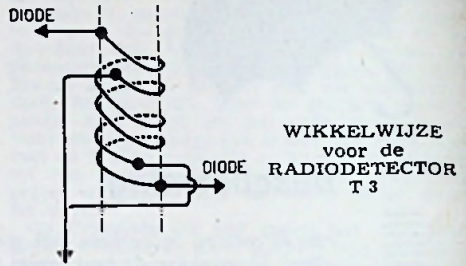 DIODE
DIODE
WIKKELWIJZE
voor de
RADIODETECTOR
T 3